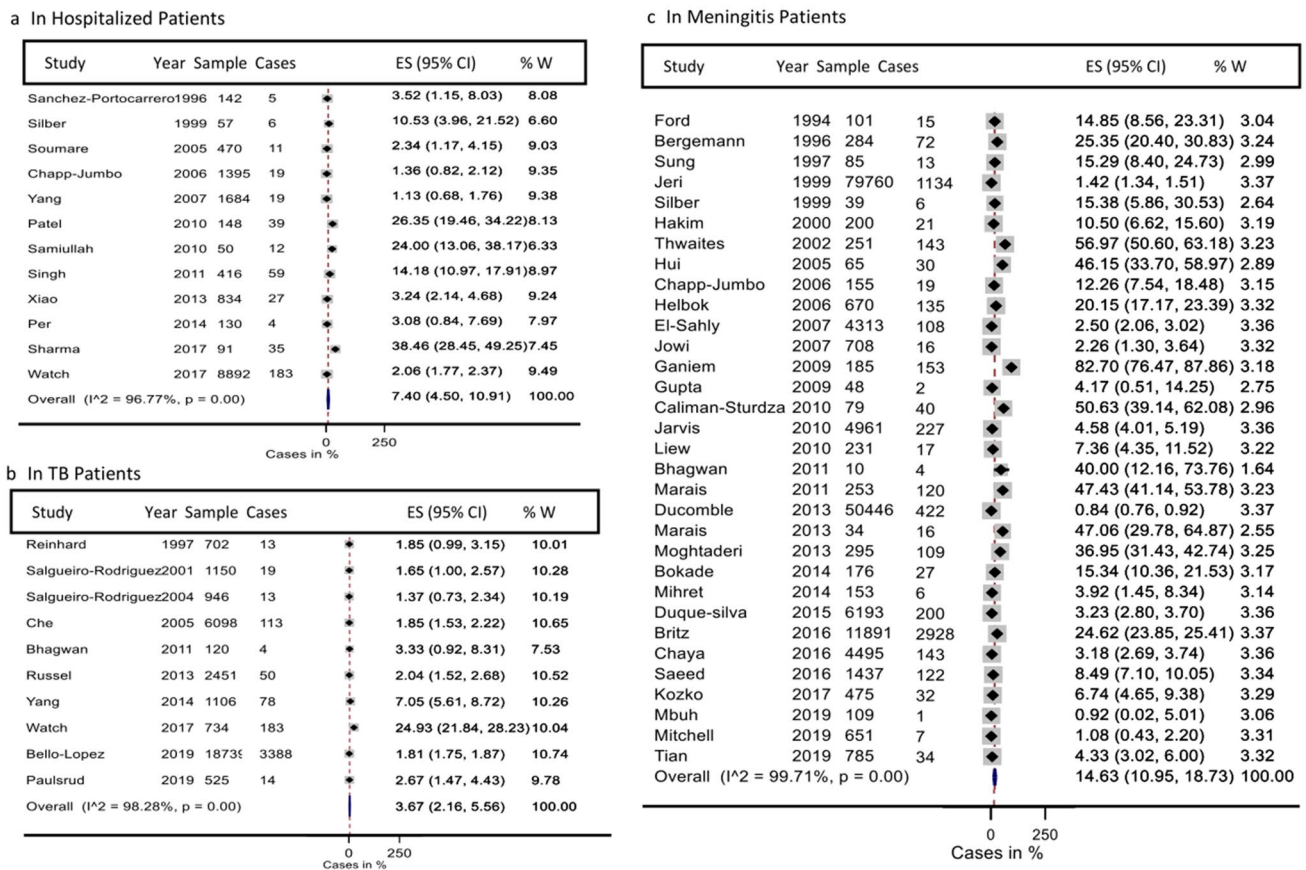 a In Hospitalized Patients
Study Year Sample Cases ES (95% CI) % W
Sanchez-Portocarrero1996 142 5 3.52 (1.15, 8.03) 8.08
Silber 1999 57 6 10.53 (3.96, 21.52) 6.60
Soumare 2005 470 11 2.34 (1.17, 4.15) 9.03
Chapp-Jumbo 2006 1395 19 1.36 (0.82, 2.12) 9.35
Yang 2007 1684 19 1.13 (0.68, 1.76) 9.38
Patel 2010 148 39 26.35 (19.46, 34.22)8.13
Samiullah 2010 50 12 24.00 (13.06, 38.17)6.33
Singh 2011 416 59 14.18 (10.97, 17.91)8.97
Xiao 2013 834 27 3.24 (2.14, 4.68) 9.24
Per 2014 130 4 3.08 (0.84, 7.69) 7.97
Sharma 2017 91 35 38.46 (28.45, 49.25)7.45
Watch 2017 8892 183 2.06 (1.77, 2.37) 9.49
Overall (I^2 = 96.77%, p = 0.00) 7.40 (4.50, 10.91) 100.00
0 250
Cases in %
b In TB Patients
Study Year Sample Cases ES (95% CI) % W
Reinhard 1997 702 13 1.85 (0.99, 3.15) 10.01
Salgueiro-Rodriguez2001 1150 19 1.65 (1.00, 2.57) 10.28
Salgueiro-Rodriguez2004 946 13 1.37 (0.73, 2.34) 10.19
Che 2005 6098 113 1.85 (1.53, 2.22) 10.65
Bhagwan 2011 120 4 3.33 (0.92, 8.31) 7.53
Russel 2013 2451 50 2.04 (1.52, 2.68) 10.52
Yang 2014 1106 78 7.05 (5.61, 8.72) 10.26
Watch 2017 734 183 24.93 (21.84, 28.23)10.04
Bello-Lopez 2019 3388 1.81 (1.75, 1.87) 10.74
Paulsrud 2019 525 14 2.67 (1.47, 4.43) 9.78
Overall (I^2 = 98.28%, p = 0.00) 3.67 (2.16, 5.56) 100.00
0 250
Cases in %
c In Meningitis Patients
Study Year Sample Cases ES (95% CI) % W
Ford 1994 101 15 14.85 (8.56, 23.31) 3.04
Bergemann 1996 284 72 25.35 (20.40, 30.83) 3.24
Sung 1997 85 13 15.29 (8.40, 24.73) 2.99
Jeri 1999 79760 1134 1.42 (1.34, 1.51) 3.37
Silber 1999 39 6 15.38 (5.86, 30.53) 2.64
Hakim 2000 200 21 10.50 (6.62, 15.60) 3.19
Thwaites 2002 251 143 56.97 (50.60, 63.18) 3.23
Hui 2005 65 30 46.15 (33.70, 58.97) 2.89
Chapp-Jumbo 2006 155 19 12.26 (7.54, 18.48) 3.15
Helbok 2006 670 135 20.15 (17.17, 23.39) 3.32
El-Sahly 2007 4313 108 2.50 (2.06, 3.02) 3.36
Jowi 2007 708 16 2.26 (1.30, 3.64) 3.32
Ganiem 2009 185 153 82.70 (76.47, 87.86) 3.18
Gupta 2009 48 2 4.17 (0.51, 14.25) 2.75
Caliman-Sturdza 2010 79 40 50.63 (39.14, 62.08) 2.96
Jarvis 2010 4961 227 4.58 (4.01, 5.19) 3.36
Liew 2010 231 17 7.36 (4.35, 11.52) 3.22
Bhagwan 2011 10 4 40.00 (12.16, 73.76) 1.64
Marais 2011 253 120 47.43 (41.14, 53.78) 3.23
Ducomble 2013 50446 422 0.84 (0.76, 0.92) 3.37
Marais 2013 34 16 47.06 (29.78, 64.87) 2.55
Moghtaderi 2013 295 109 36.95 (31.43, 42.74) 3.25
Bokade 2014 176 27 15.34 (10.36, 21.53) 3.17
Mihret 2014 153 6 3.92 (1.45, 8.34) 3.14
Duque-silva 2015 6193 200 3.23 (2.80, 3.70) 3.36
Britz 2016 11891 2928 24.62 (23.85, 25.41) 3.37
Chaya 2016 4495 143 3.18 (2.69, 3.74) 3.36
Saeed 2016 1437 122 8.49 (7.10, 10.05) 3.34
Kozko 2017 475 32 6.74 (4.65, 9.38) 3.29
Mbuh 2019 109 1 0.92 (0.02, 5.01) 3.06
Mitchell 2019 651 7 1.08 (0.43, 2.20) 3.31
Tian 2019 785 34 4.33 (3.02, 6.00) 3.32
Overall (I^2 = 99.71%, p = 0.00) 14.63 (10.95, 18.73) 100.00
0 250
Cases in %